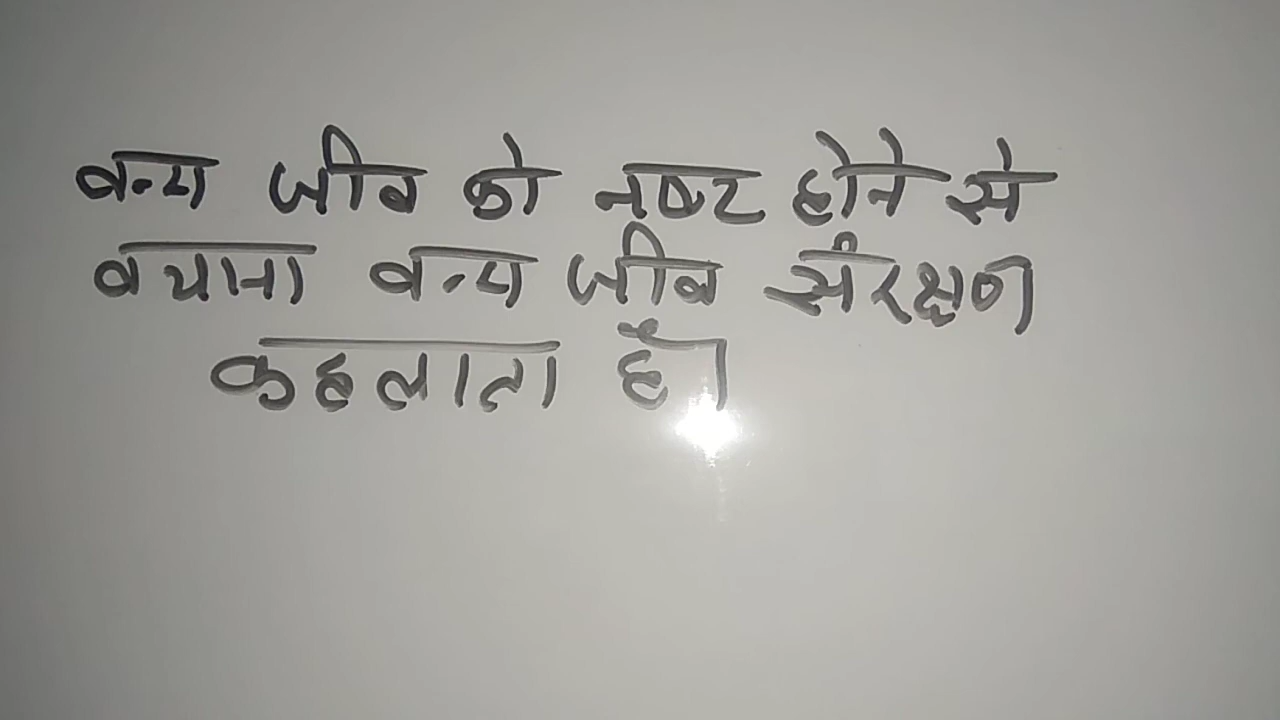 वन्य जीव को नष्ट होने से
बचाना वन्य जीव संरक्षण
कहलाता है।